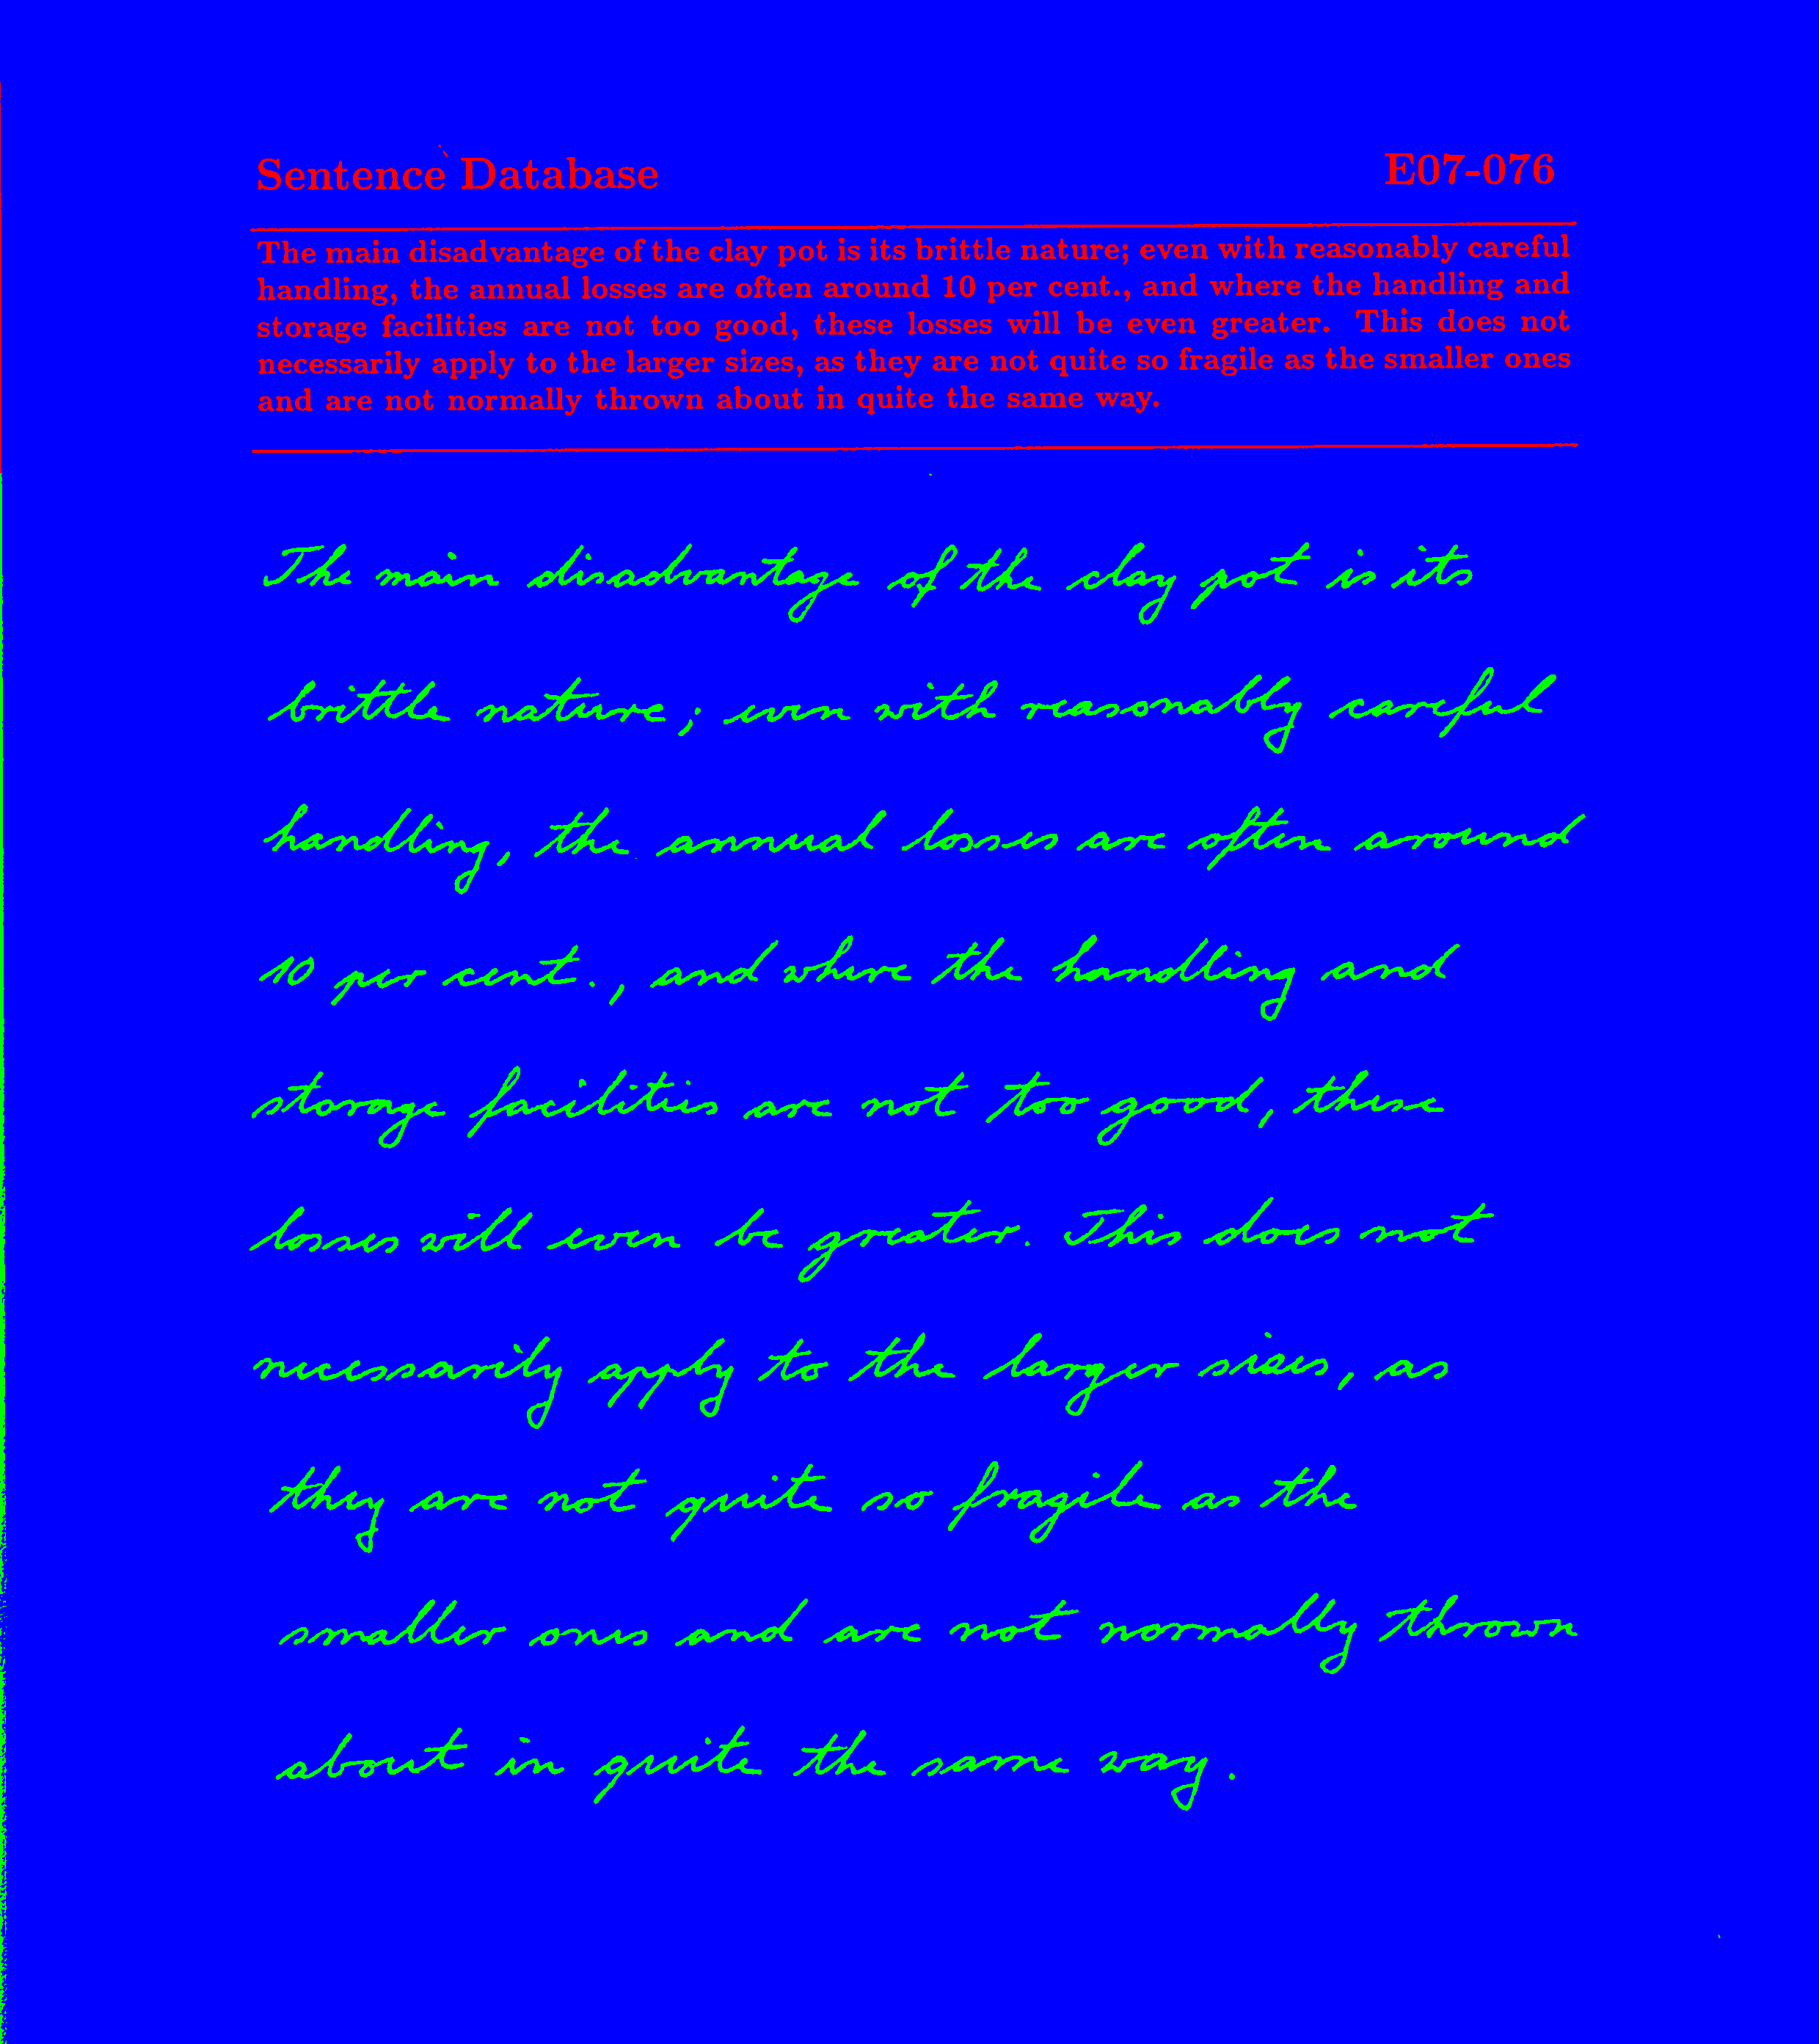 Sentence Database E07-076
The main disadvantage of the clay pot is its brittle nature; even with reasonably careful
handling, the annual losses are often around 10 per cent., and where the handling and
storage facilities are not too good, these losses will be even greater. This does not
necessarily apply to the larger sizes, as they are not quite so fragile as the smaller ones
and are not normally thrown about in quite the same way.
The main disadvantage of the clay pot is its
brittle nature; even with reasonably careful
handling, the annual losses are often around
10 per cent., and where the handling and
storage facilities are not too good, these
losses will even be greater. This does not
necessarily apply to the larger sizes, as
they are not quite so fragile as the
smaller ones and are not normally thrown
about in quite the same way.